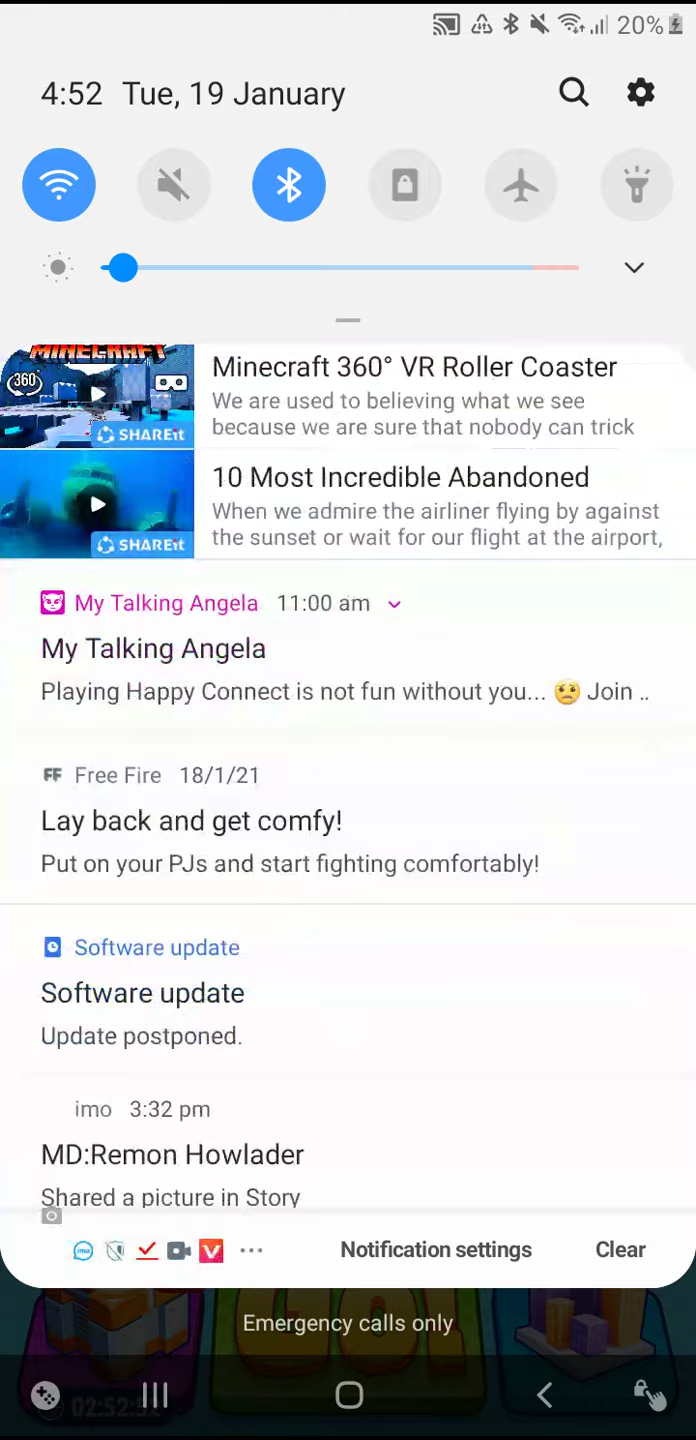 20%
4:52 Tue, 19 January
MINECRAFT
360°
SHAREit
Minecraft 360° VR Roller Coaster
We are used to believing what we see
because we are sure that nobody can trick
SHAREit
10 Most Incredible Abandoned
When we admire the airliner flying by against
the sunset or wait for our flight at the airport,
My Talking Angela 11:00 am
My Talking Angela
Playing Happy Connect is not fun without you... 😟 Join ..
FF Free Fire 18/1/21
Lay back and get comfy!
Put on your PJs and start fighting comfortably!
Software update
Software update
Update postponed.
imo 3:32 pm
MD:Remon Howlader
Shared a picture in Story
imo
Notification settings Clear
GO!
Emergency calls only